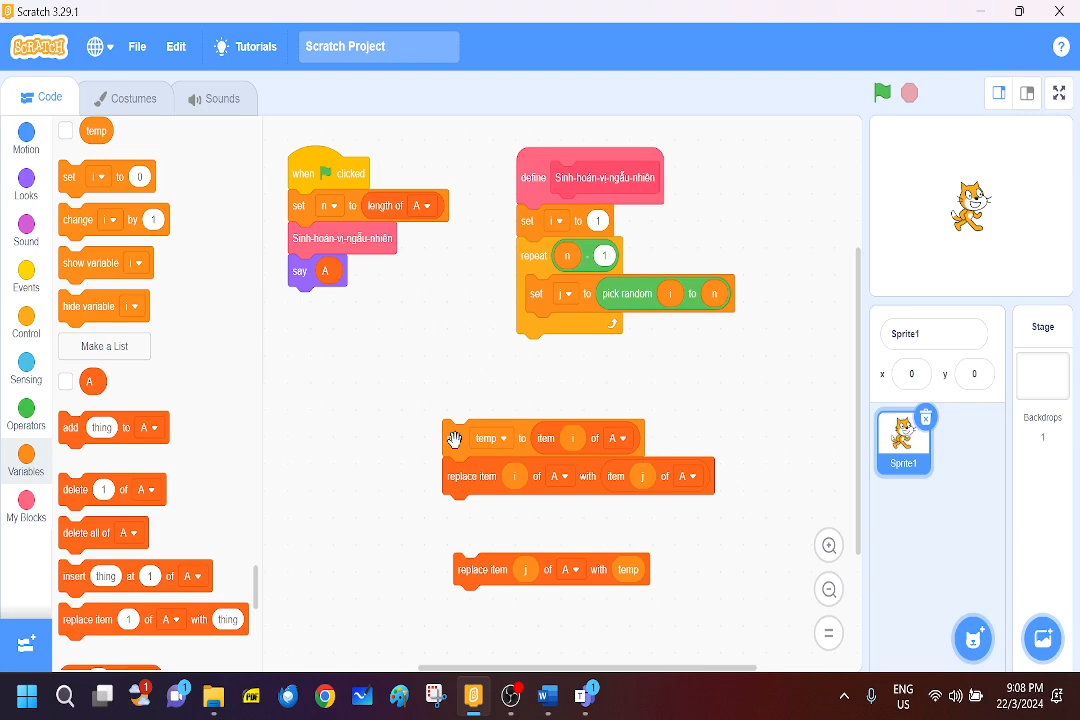 Scratch 3.29.1
SCRATCH File Edit Tutorials Scratch Project ?
Code Costumes Sounds
Motion
Looks
Sound
Events
Control
Sensing
Operators
Variables
My Blocks
temp
set i to 0
change i by 1
show variable i
hide variable i
Make a List
A
add thing to A
delete 1 of A
delete all of A
insert thing at 1 of A
replace item 1 of A with thing
when clicked
set n to length of A
Sinh-hoán-vị-ngẫu-nhiên
say A
define Sinh-hoán-vị-ngẫu-nhiên
set i to 1
repeat n - 1
set j to pick random i to n
temp to item i of A
replace item i of A with item j of A
replace item j of A with temp
Sprite1
x 0 y 0
Sprite1
Stage
Backdrops
1
1
1
PDF
1
ENG
US
9:08 PM
22/3/2024